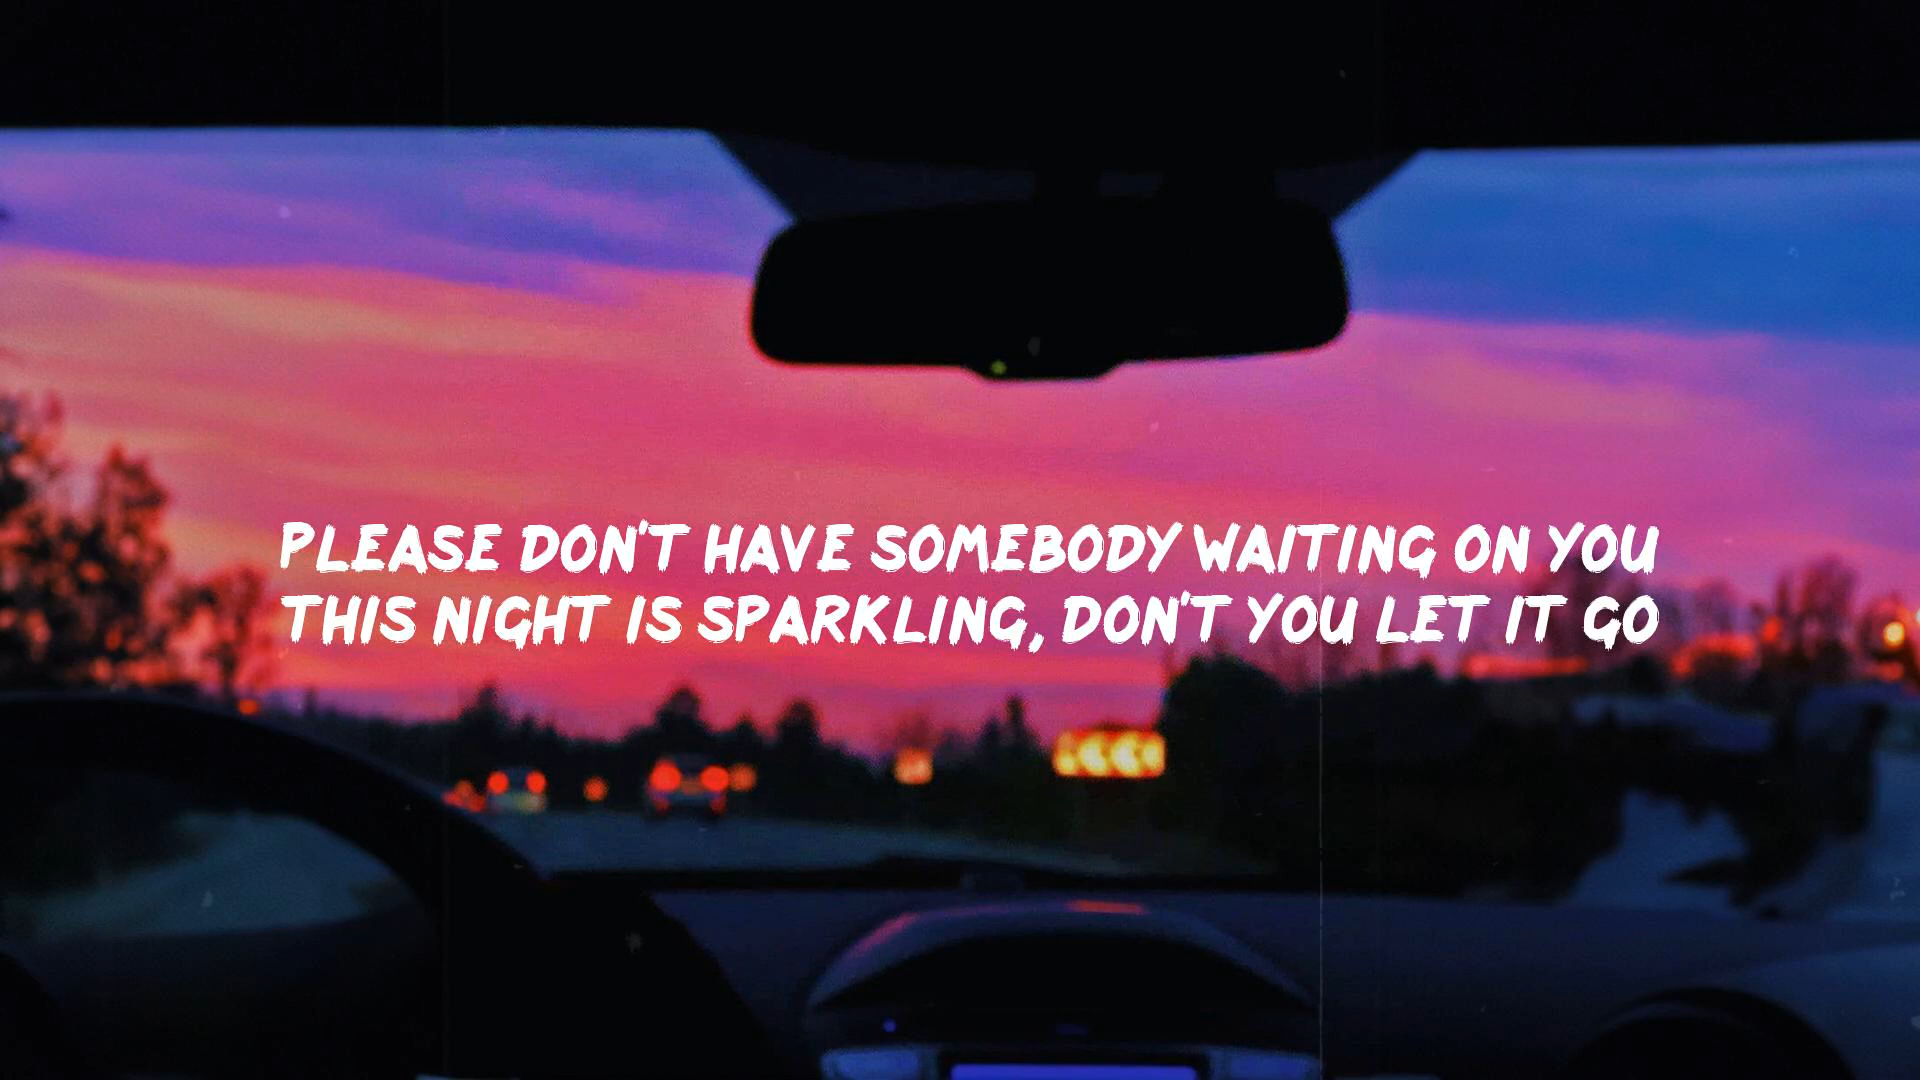 PLEASE DON'T HAVE SOMEBODY WAITING ON YOU
THIS NIGHT IS SPARKLING, DON'T YOU LET IT GO